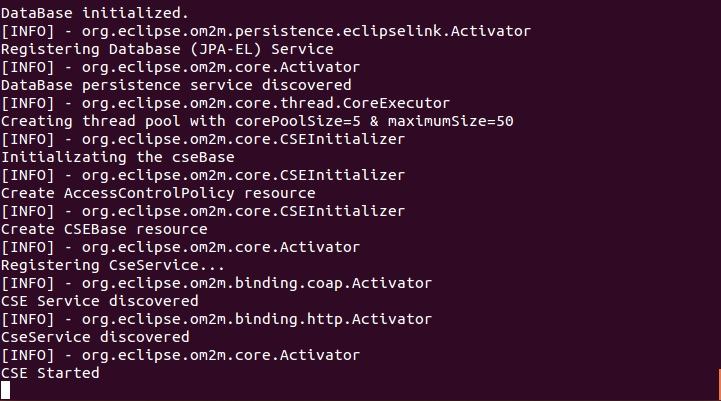 DataBase initialized.
[INFO] - org.eclipse.om2m.persistence.eclipselink.Activator
Registering Database (JPA-EL) Service
[INFO] - org.eclipse.om2m.core.Activator
DataBase persistence service discovered
[INFO] - org.eclipse.om2m.core.thread.CoreExecutor
Creating thread pool with corePoolSize=5 & maximumSize=50
[INFO] - org.eclipse.om2m.core.CSEInitializer
Initializating the cseBase
[INFO] - org.eclipse.om2m.core.CSEInitializer
Create AccessControlPolicy resource
[INFO] - org.eclipse.om2m.core.CSEInitializer
Create CSEBase resource
[INFO] - org.eclipse.om2m.core.Activator
Registering CseService...
[INFO] - org.eclipse.om2m.binding.coap.Activator
CSE Service discovered
[INFO] - org.eclipse.om2m.binding.http.Activator
CseService discovered
[INFO] - org.eclipse.om2m.core.Activator
CSE Started